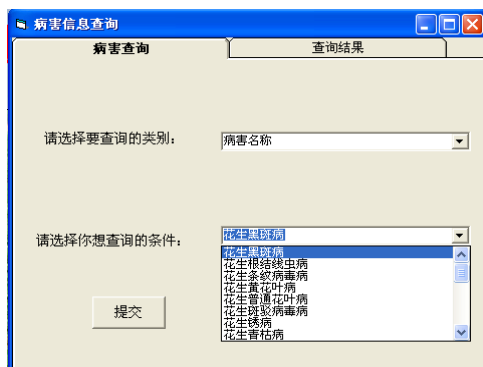 病害信息查询
病害查询
查询结果
请选择要查询的类别：
病害名称
请选择你想查询的条件：
花生黑斑病
花生黑斑病
花生根结线虫病
花生条纹病毒病
花生黄花叶病
花生普通花叶病
花生斑驳病毒病
花生锈病
花生青枯病
提交